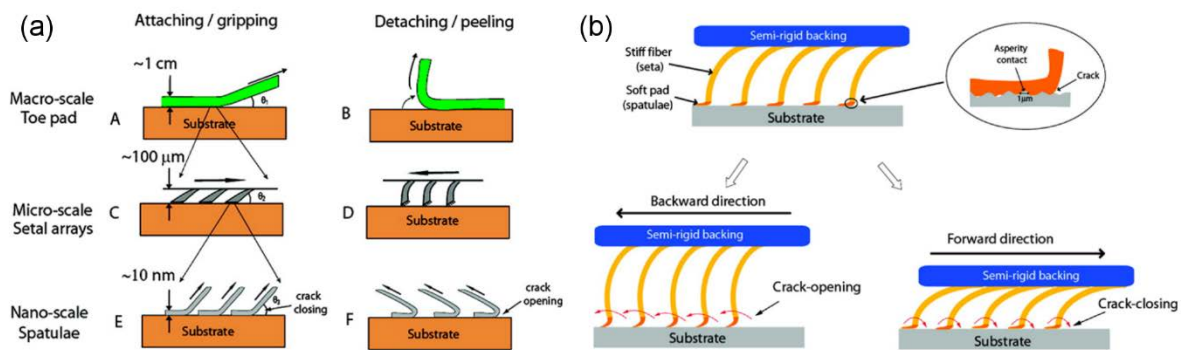 (a)
Attaching / gripping
Detaching / peeling
~1 cm
Macro-scale
Toe pad
A
θ1
Substrate
B
Substrate
~100 μm
Micro-scale
Setal arrays
C
θ2
Substrate
D
Substrate
~10 nm
Nano-scale
Spatulae
E
θ3
crack
closing
Substrate
F
crack
opening
Substrate
(b)
Semi-rigid backing
Stiff fiber
(seta)
Soft pad
(spatulae)
Substrate
Asperity
contact
Crack
1μm
Backward direction
Semi-rigid backing
Crack-opening
Substrate
Forward direction
Semi-rigid backing
Crack-closing
Substrate